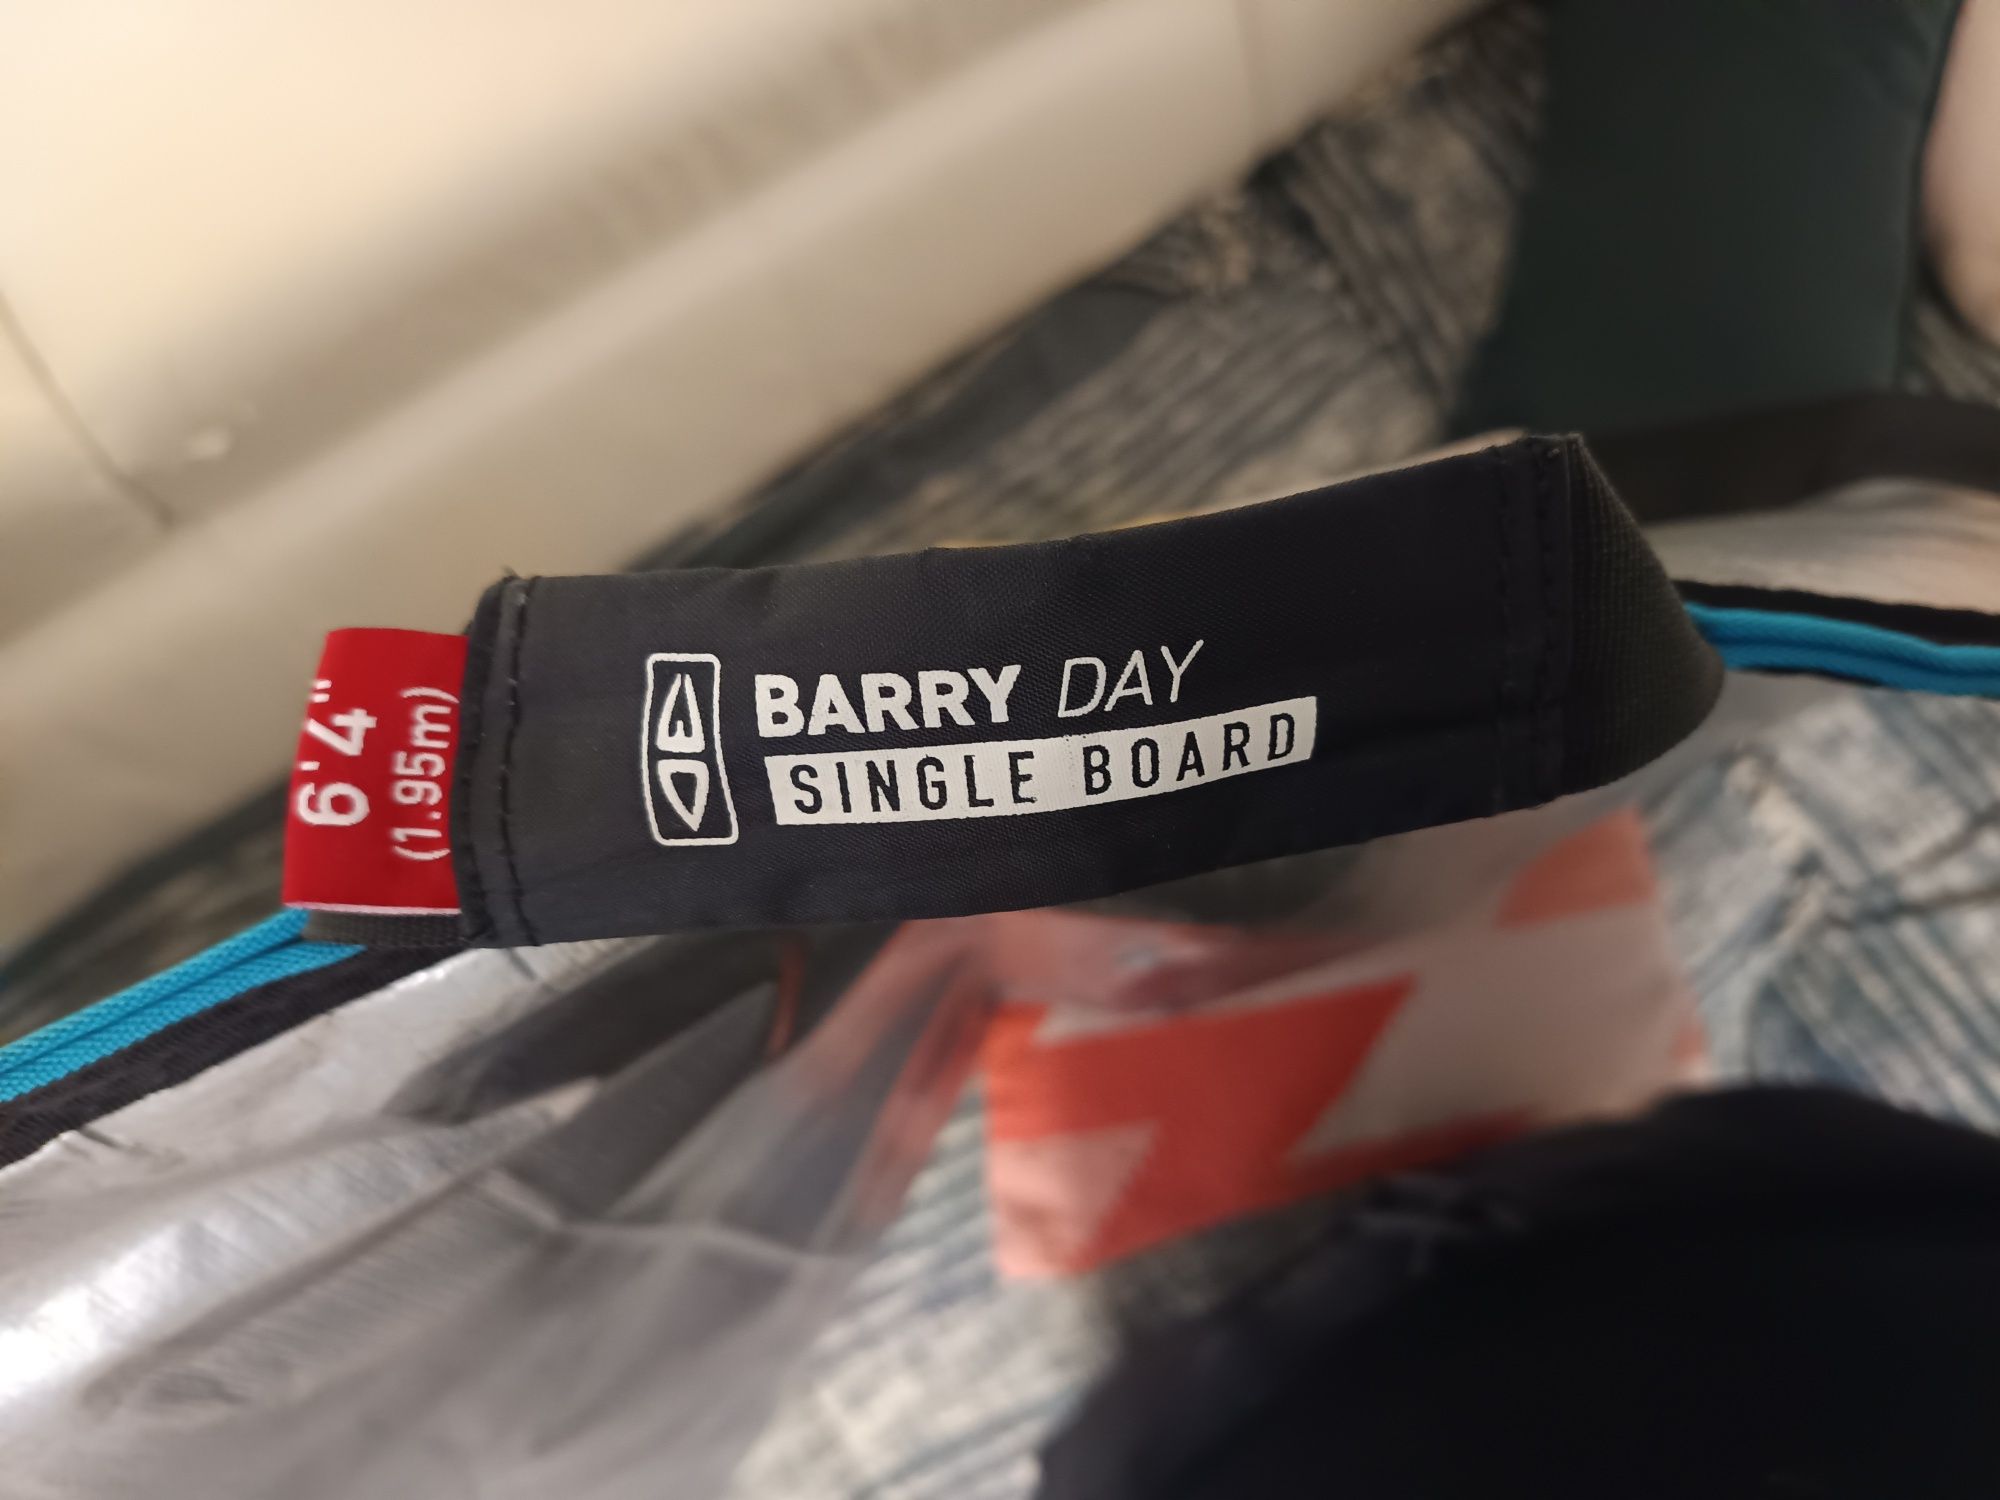 6'4"
(1.95m)
BARRY DAY
SINGLE BOARD